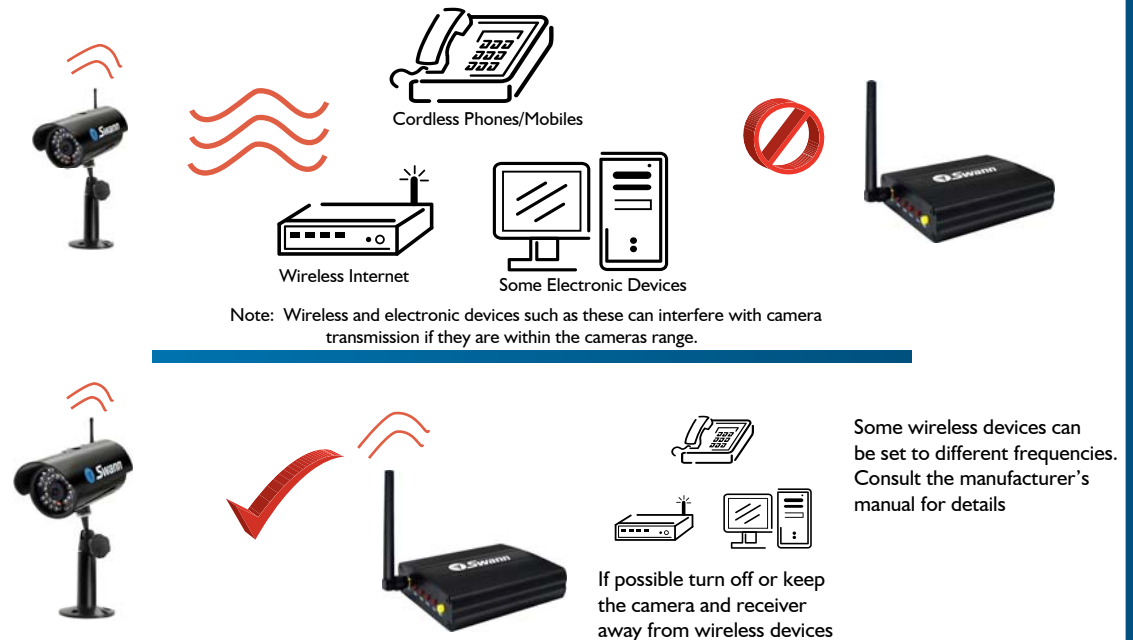 Swann
Cordless Phones/Mobiles
Swann
Wireless Internet
Some Electronic Devices
Note: Wireless and electronic devices such as these can interfere with camera
transmission if they are within the cameras range.
Swann
Some wireless devices can
be set to different frequencies.
Consult the manufacturer's
manual for details
Swann
If possible turn off or keep
the camera and receiver
away from wireless devices